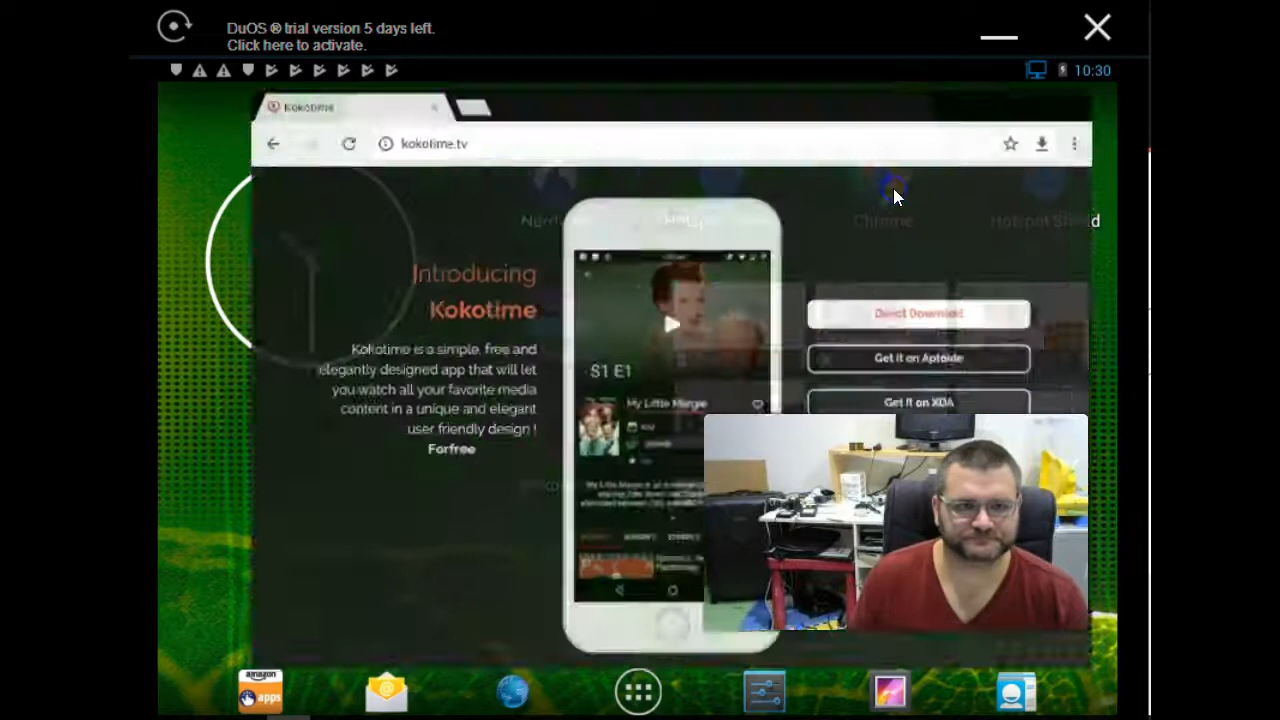 DuOS ® trial version 5 days left.
Click here to activate.
10:30
Kokotime
kokotime.tv
Chrome
Hotspot Shield
Introducing
Kokotime
Direct Download
Kokotime is a simple, free and
elegantly designed app that will let
you watch all your favorite media
content in a unique and elegant
user friendly design !
Forfree
Get it on Aptoide
Get it on XDA
S1 E1
My Little Margie
amazon
apps